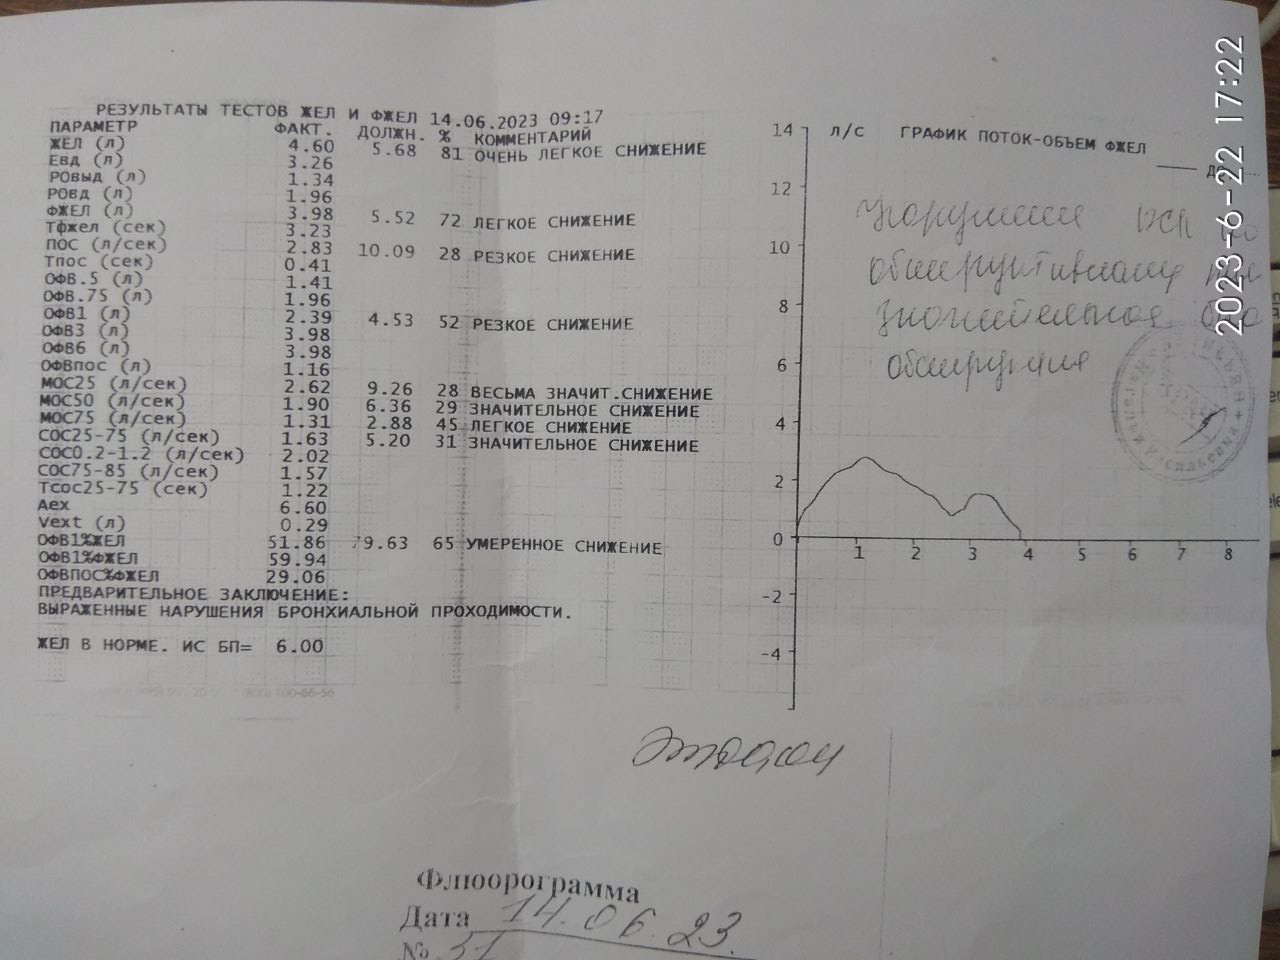 РЕЗУЛЬТАТЫ ТЕСТОВ ЖЕЛ И ФЖЕЛ 14.06.2023 09:17
ПАРАМЕТР ФАКТ. ДОЛЖН. % КОММЕНТАРИЙ
ЖЕЛ (л) 4.60 5.68 81 ОЧЕНЬ ЛЕГКОЕ СНИЖЕНИЕ
Евд (л) 3.26
РОвыд (л) 1.34
РОвд (л) 1.96
ФЖЕЛ (л) 3.98 5.52 72 ЛЕГКОЕ СНИЖЕНИЕ
Тфжел (сек) 3.23
ПОС (л/сек) 2.83 10.09 28 РЕЗКОЕ СНИЖЕНИЕ
Тпос (сек) 0.41
ОФВ.5 (л) 1.41
ОФВ.75 (л) 1.96
ОФВ1 (л) 2.39 4.53 52 РЕЗКОЕ СНИЖЕНИЕ
ОФВ3 (л) 3.98
ОФВ6 (л) 3.98
ОФВпос (л) 1.16
МОС25 (л/сек) 2.62 9.26 28 ВЕСЬМА ЗНАЧИТ.СНИЖЕНИЕ
МОС50 (л/сек) 1.90 6.36 29 ЗНАЧИТЕЛЬНОЕ СНИЖЕНИЕ
МОС75 (л/сек) 1.31 2.88 45 ЛЕГКОЕ СНИЖЕНИЕ
СОС25-75 (л/сек) 1.63 5.20 31 ЗНАЧИТЕЛЬНОЕ СНИЖЕНИЕ
СОС0.2-1.2 (л/сек) 2.02
СОС75-85 (л/сек) 1.57
Тсос25-75 (сек) 1.22
Аех 6.60
Vext (л) 0.29
ОФВ1%ЖЕЛ 51.86 79.63 65 УМЕРЕННОЕ СНИЖЕНИЕ
ОФВ1%ФЖЕЛ 59.94
ОФВПОС%ФЖЕЛ 29.06
ПРЕДВАРИТЕЛЬНОЕ ЗАКЛЮЧЕНИЕ:
ВЫРАЖЕННЫЕ НАРУШЕНИЯ БРОНХИАЛЬНОЙ ПРОХОДИМОСТИ.
ЖЕЛ В НОРМЕ. ИС БП= 6.00
л/с ГРАФИК ПОТОК-ОБЪЕМ ФЖЕЛ
14
12
10
8
6
4
2
0
-2
-4
1 2 3 4 5 6 7 8
обструктивному
обструкция
Эталон
Флюорограмма
Дата 14.06.23.
№ 31
2023-6-22 17:22